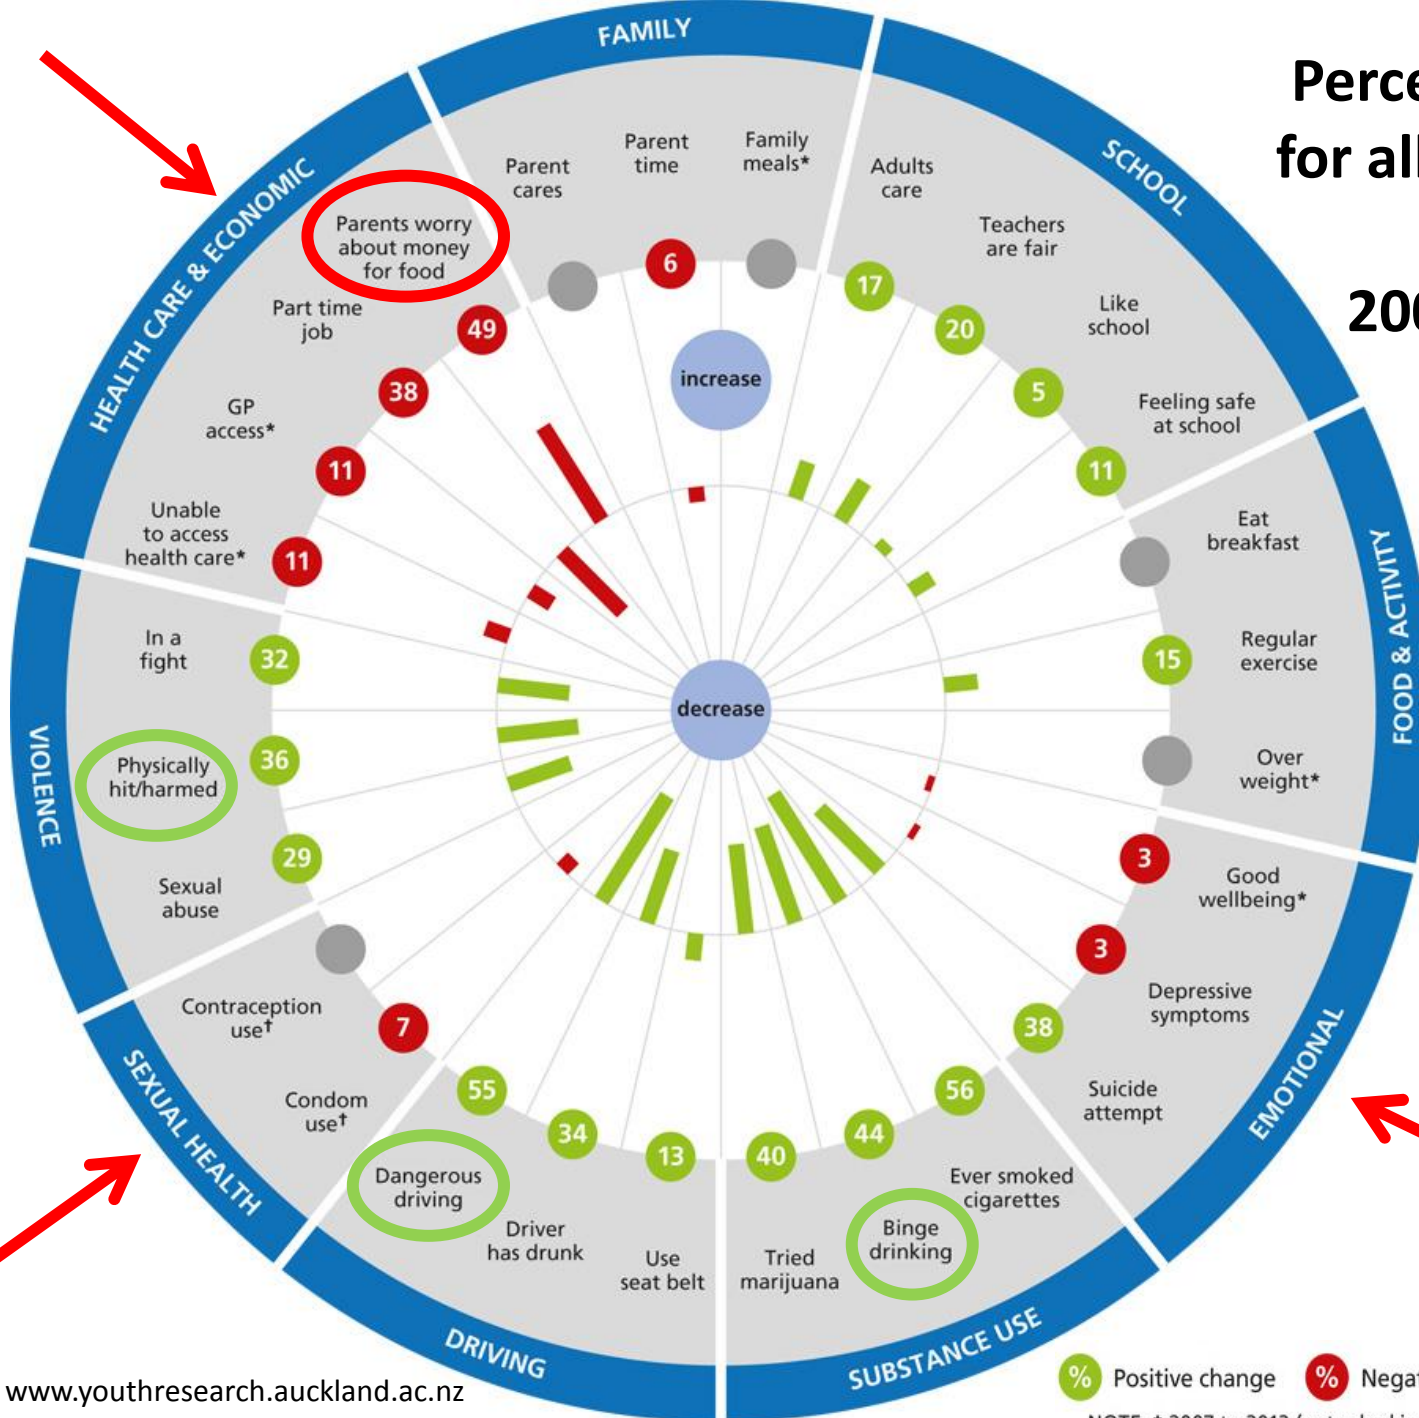 FAMILY
SCHOOL
FOOD & ACTIVITY
EMOTIONAL
SUBSTANCE USE
DRIVING
SEXUAL HEALTH
VIOLENCE
HEALTH CARE & ECONOMIC
Parent
cares
Parent
time
6
Family
meals*
Adults
care
17
Teachers
are fair
20
Like
school
5
Feeling safe
at school
11
Eat
breakfast
Regular
exercise
15
Over
weight*
Good
wellbeing*
3
Depressive
symptoms
3
Suicide
attempt
38
Ever smoked
cigarettes
56
Binge
drinking
44
Tried
marijuana
40
Use
seat belt
13
Driver
has drunk
34
Dangerous
driving
55
Condom
use†
7
Contraception
use†
Sexual
abuse
29
Physically
hit/harmed
36
In a
fight
32
Unable
to access
health care*
11
GP
access*
11
Part time
job
38
Parents worry
about money
for food
49
increase
decrease
Perce
for all
200
% Positive change
% Nega
www.youthresearch.auckland.ac.nz